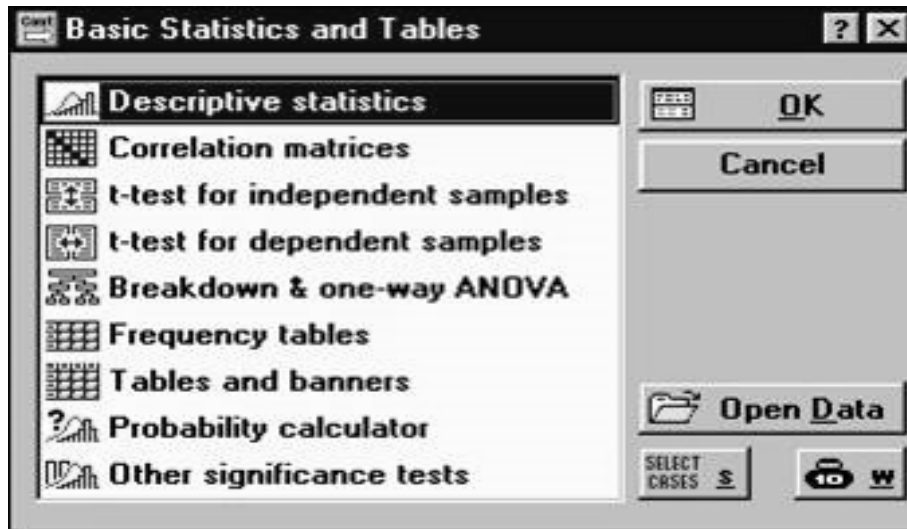 Basic Statistics and Tables ? X
Descriptive statistics
Correlation matrices
t-test for independent samples
t-test for dependent samples
Breakdown & one-way ANOVA
Frequency tables
Tables and banners
? Probability calculator
Other significance tests
OK
Cancel
Open Data
SELECT
CASES S
10 W